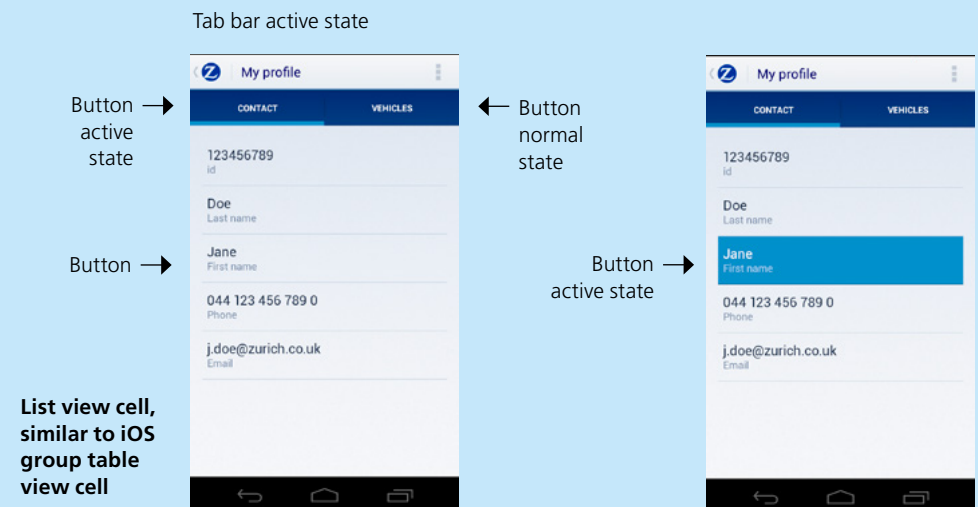 Tab bar active state
Button
active
state
Z My profile
CONTACT VEHICLES
123456789
id
Doe
Last name
Jane
First name
044 123 456 789 0
Phone
j.doe@zurich.co.uk
Email
Button
normal
state
Button
List view cell,
similar to iOS
group table
view cell
Z My profile
CONTACT VEHICLES
123456789
id
Doe
Last name
Jane
First name
044 123 456 789 0
Phone
j.doe@zurich.co.uk
Email
Button
active state